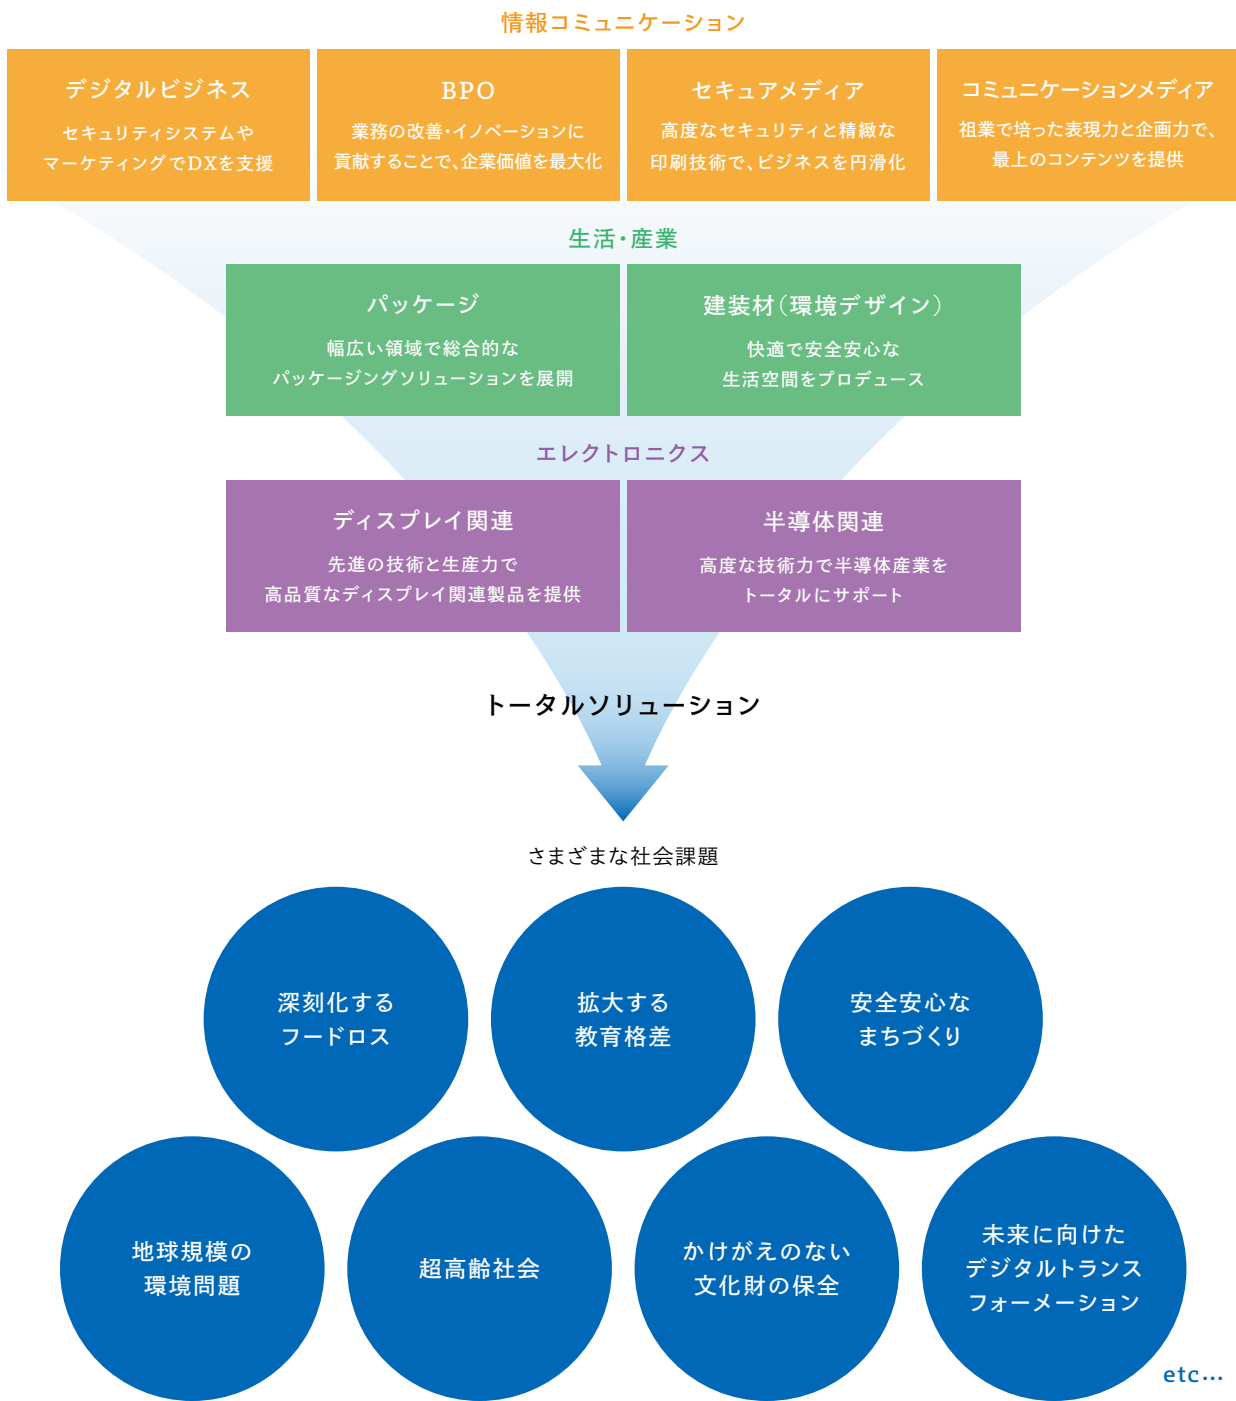 情報コミュニケーション
デジタルビジネス
セキュリティシステムや
マーケティングでDXを支援
BPO
業務の改善・イノベーションに
貢献することで、企業価値を最大化
セキュアメディア
高度なセキュリティと精緻な
印刷技術で、ビジネスを円滑化
コミュニケーションメディア
祖業で培った表現力と企画力で、
最上のコンテンツを提供
生活・産業
パッケージ
幅広い領域で総合的な
パッケージングソリューションを展開
建装材（環境デザイン）
快適で安全安心な
生活空間をプロデュース
エレクトロニクス
ディスプレイ関連
先進の技術と生産力で
高品質なディスプレイ関連製品を提供
半導体関連
高度な技術力で半導体産業を
トータルにサポート
トータルソリューション
さまざまな社会課題
深刻化する
フードロス
拡大する
教育格差
安全安心な
まちづくり
地球規模の
環境問題
超高齢社会
かけがえのない
文化財の保全
未来に向けた
デジタルトランス
フォーメーション
etc…